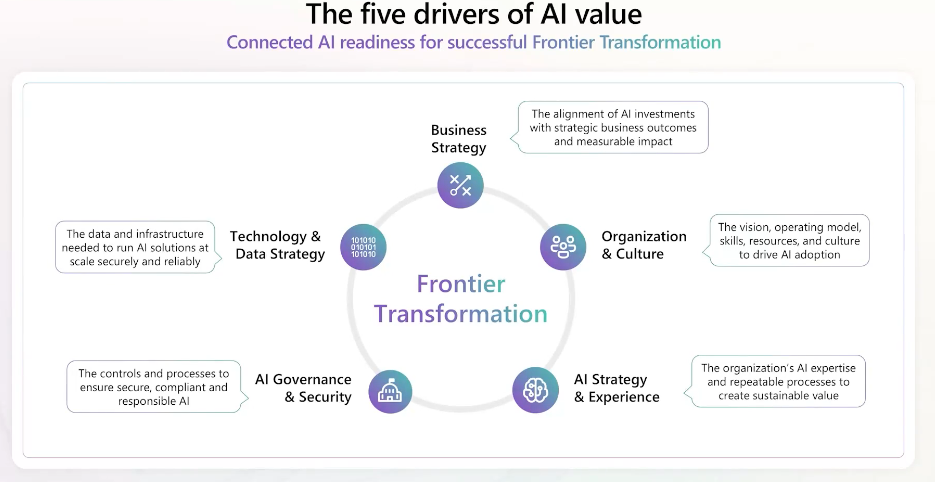 The five drivers of AI value
Connected AI readiness for successful Frontier Transformation
Business
Strategy
The alignment of AI investments
with strategic business outcomes
and measurable impact
The data and infrastructure
needed to run AI solutions at
scale securely and reliably
Technology &
Data Strategy
101010
010101
101010
Organization
& Culture
The vision, operating model,
skills, resources, and culture
to drive AI adoption
Frontier
Transformation
The controls and processes to
ensure secure, compliant and
responsible AI
AI Governance
& Security
AI Strategy
& Experience
The organization's AI expertise
and repeatable processes to
create sustainable value